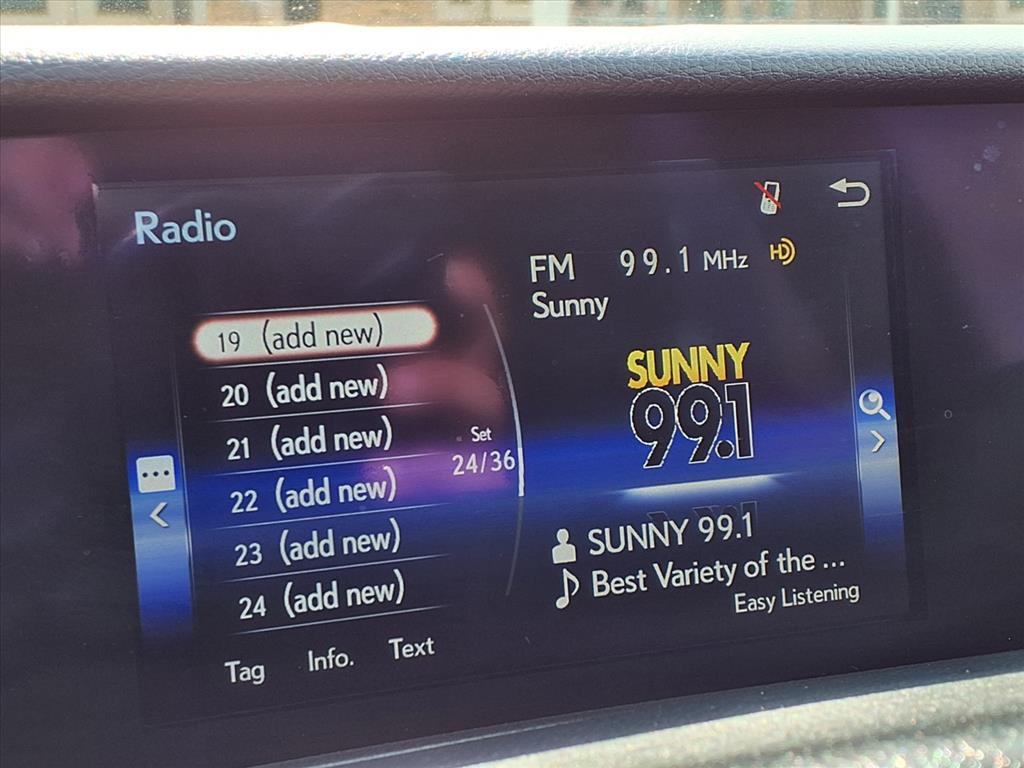 Radio
FM 99.1 MHz HD
Sunny
19 (add new)
20 (add new)
21 (add new)
22 (add new)
23 (add new)
24 (add new)
Set
24/36
SUNNY
99.1
SUNNY 99.1
Best Variety of the ...
Easy Listening
Tag Info. Text